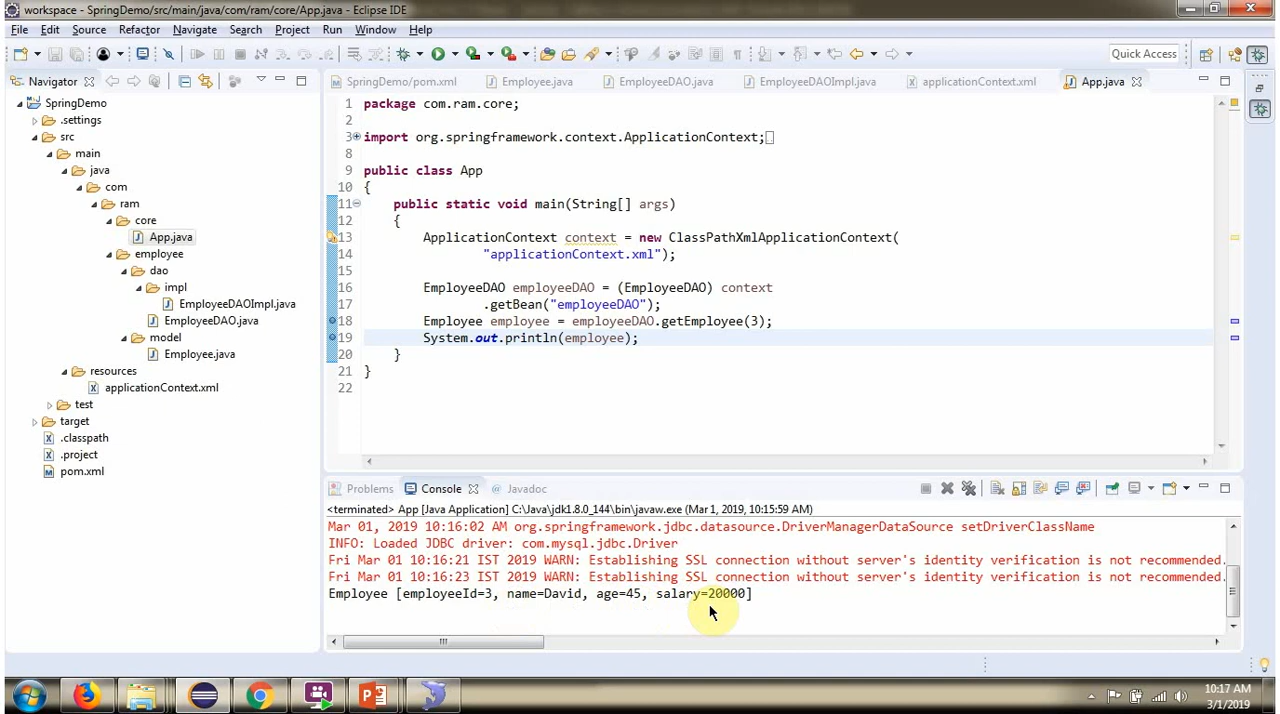 workspace - SpringDemo/src/main/java/com/ram/core/App.java - Eclipse IDE
File Edit Source Refactor Navigate Search Project Run Window Help
Quick Access
Navigator
SpringDemo/pom.xml Employee.java EmployeeDAO.java EmployeeDAOImpl.java applicationContext.xml App.java
SpringDemo
.settings
src
main
java
com
ram
core
App.java
employee
dao
impl
EmployeeDAOImpl.java
EmployeeDAO.java
model
Employee.java
resources
applicationContext.xml
test
target
.classpath
.project
pom.xml
1 package com.ram.core;
2
3 import org.springframework.context.ApplicationContext;
8
9 public class App
10 {
11 public static void main(String[] args)
12 {
13 ApplicationContext context = new ClassPathXmlApplicationContext(
14 "applicationContext.xml");
15
16 EmployeeDAO employeeDAO = (EmployeeDAO) context
17 .getBean("employeeDAO");
18 Employee employee = employeeDAO.getEmployee(3);
19 System.out.println(employee);
20 }
21 }
22
Problems Console Javadoc
<terminated> App [Java Application] C:\Java\jdk1.8.0_144\bin\javaw.exe (Mar 1, 2019, 10:15:59 AM)
Mar 01, 2019 10:16:02 AM org.springframework.jdbc.datasource.DriverManagerDataSource setDriverClassName
INFO: Loaded JDBC driver: com.mysql.jdbc.Driver
Fri Mar 01 10:16:21 IST 2019 WARN: Establishing SSL connection without server's identity verification is not recommended.
Fri Mar 01 10:16:23 IST 2019 WARN: Establishing SSL connection without server's identity verification is not recommended.
Employee [employeeId=3, name=David, age=45, salary=20000]
10:17 AM
3/1/2019